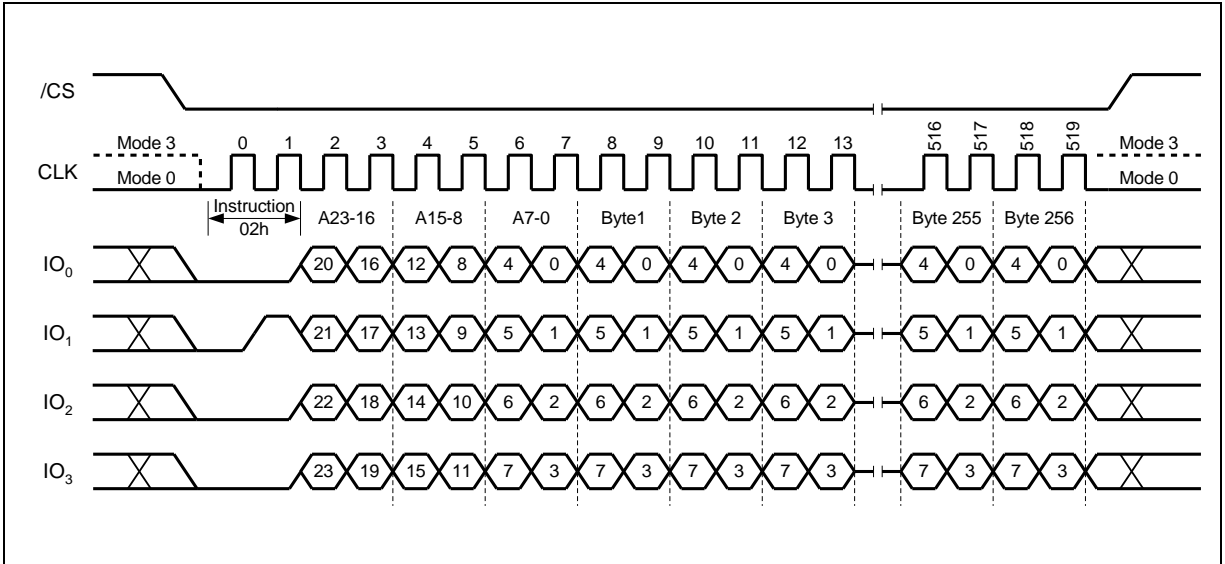 /CS
Mode 3 0 1 2 3 4 5 6 7 8 9 10 11 12 13 516 517 518 519 Mode 3
CLK
Mode 0 Mode 0
Instruction
02h A23-16 A15-8 A7-0 Byte1 Byte 2 Byte 3 Byte 255 Byte 256
IO0 20 16 12 8 4 0 4 0 4 0 4 0 4 0 4 0
IO1 21 17 13 9 5 1 5 1 5 1 5 1 5 1 5 1
IO2 22 18 14 10 6 2 6 2 6 2 6 2 6 2 6 2
IO3 23 19 15 11 7 3 7 3 7 3 7 3 7 3 7 3